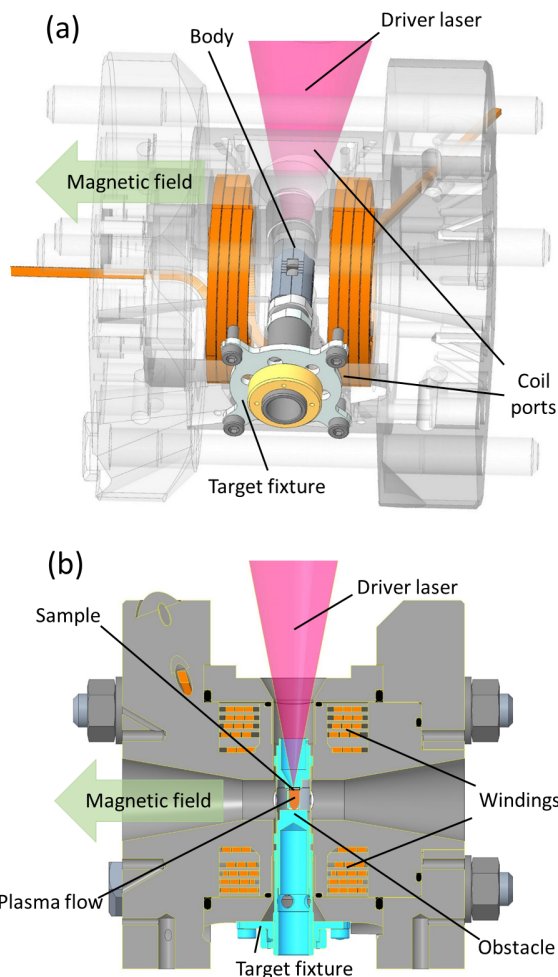 (a)
Driver laser
Body
Magnetic field
Coil
ports
Target fixture
(b)
Driver laser
Sample
Magnetic field
Windings
Plasma flow
Obstacle
Target fixture